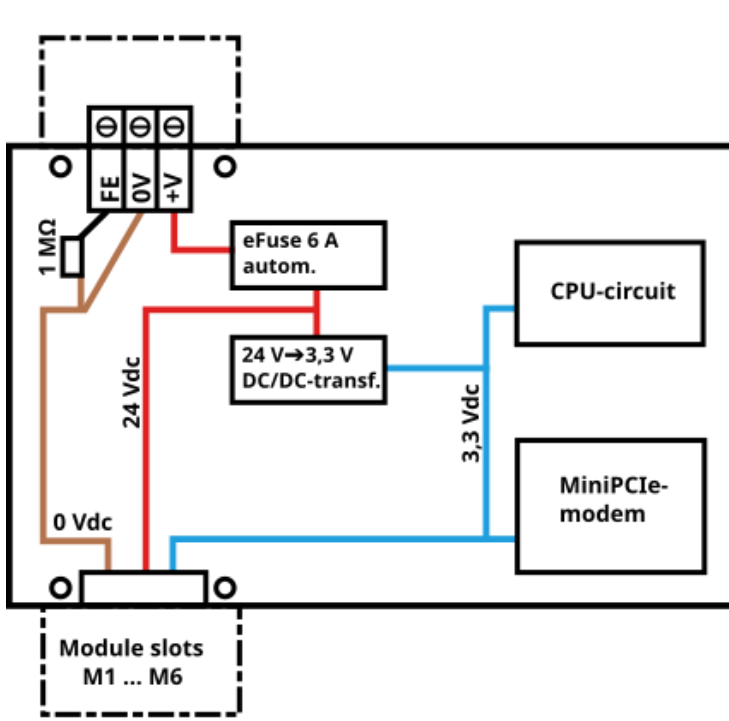 FE
0V
+V
1 MΩ
eFuse 6 A
autom.
CPU-circuit
24 V➔3,3 V
DC/DC-transf.
24 Vdc
3,3 Vdc
MiniPCIe-
modem
0 Vdc
Module slots
M1 ... M6